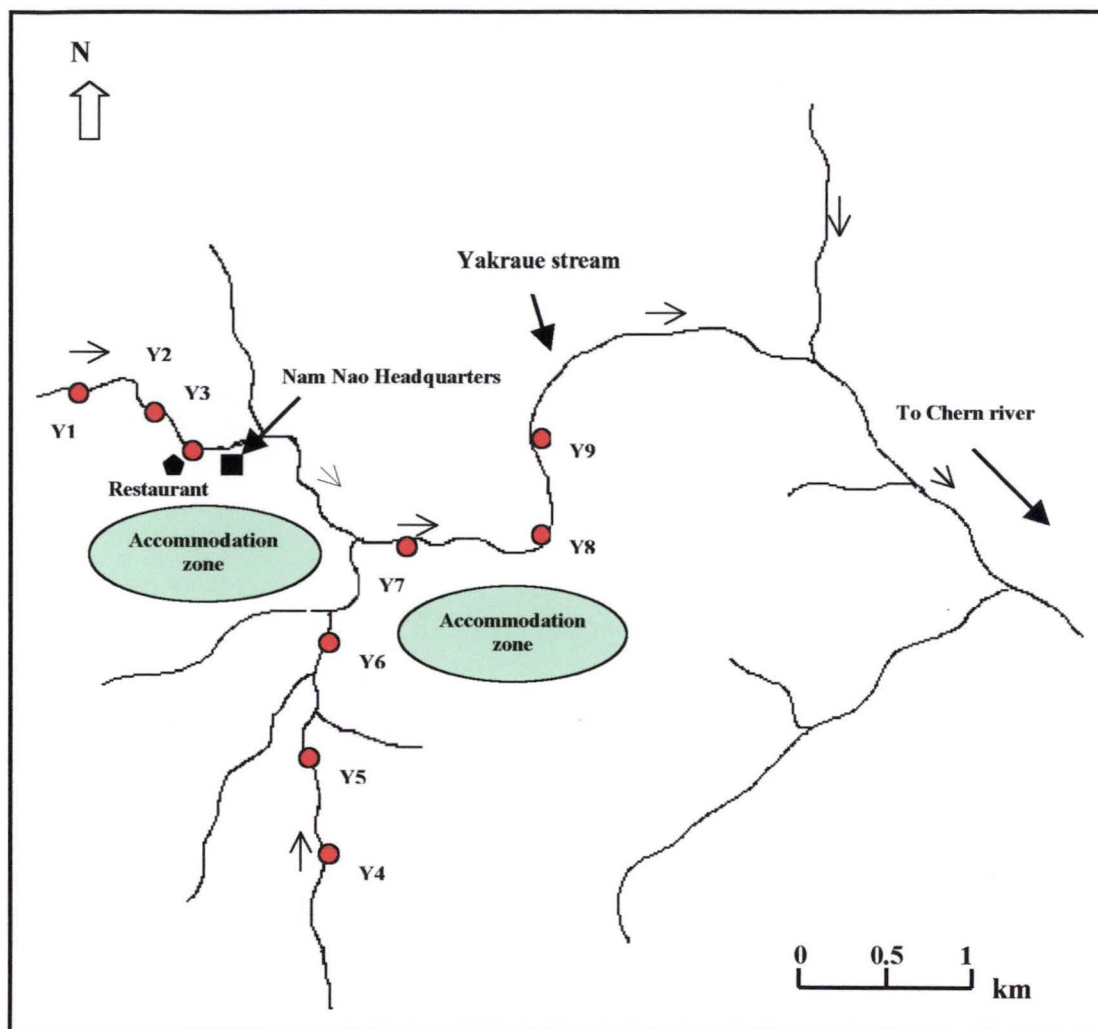 N
Yakraue stream
Y2
Y3
Nam Nao Headquarters
Y1
To Chern river
Y9
Restaurant
Accommodation
zone
Y8
Y7
Accommodation
zone
Y6
Y5
Y4
0 0.5 1
km